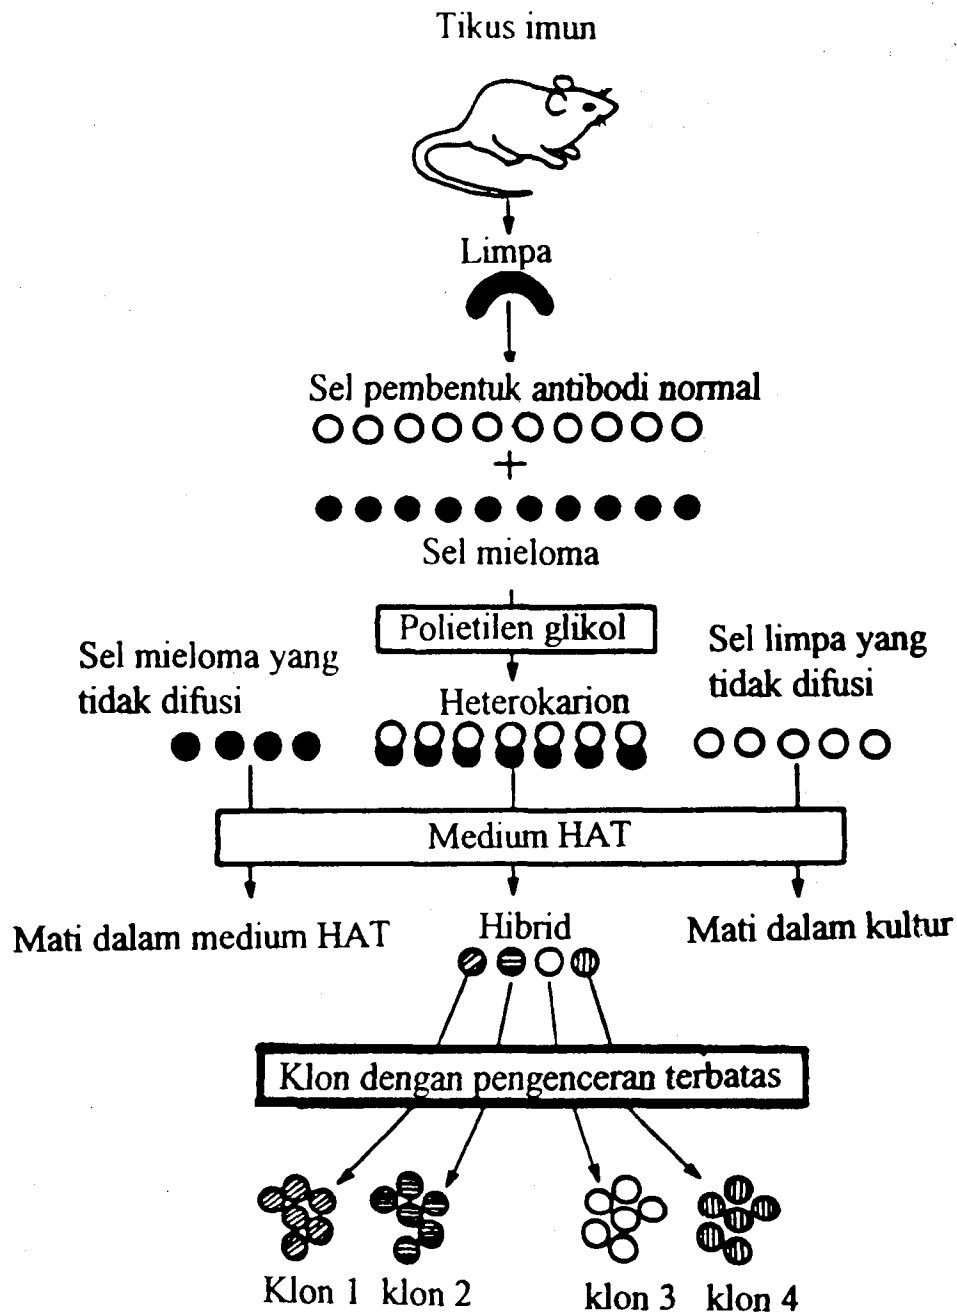 Tikus imun
Limpa
Sel pembentuk antibodi normal
+
Sel mieloma
Polietilen glikol
Sel mieloma yang
tidak difusi
Heterokarion
Sel limpa yang
tidak difusi
Medium HAT
Mati dalam medium HAT
Hibrid
Mati dalam kultur
Klon dengan pengenceran terbatas
Klon 1
klon 2
klon 3
klon 4